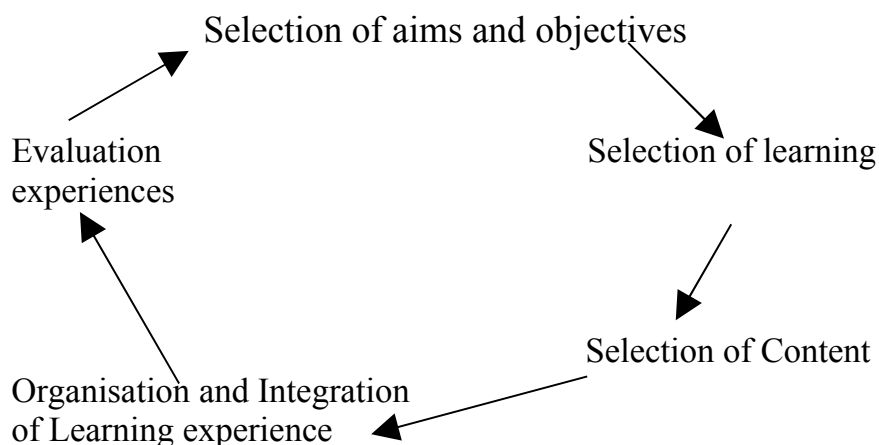 Selection of aims and objectives
Evaluation
experiences
Selection of learning
Selection of Content
Organisation and Integration
of Learning experience